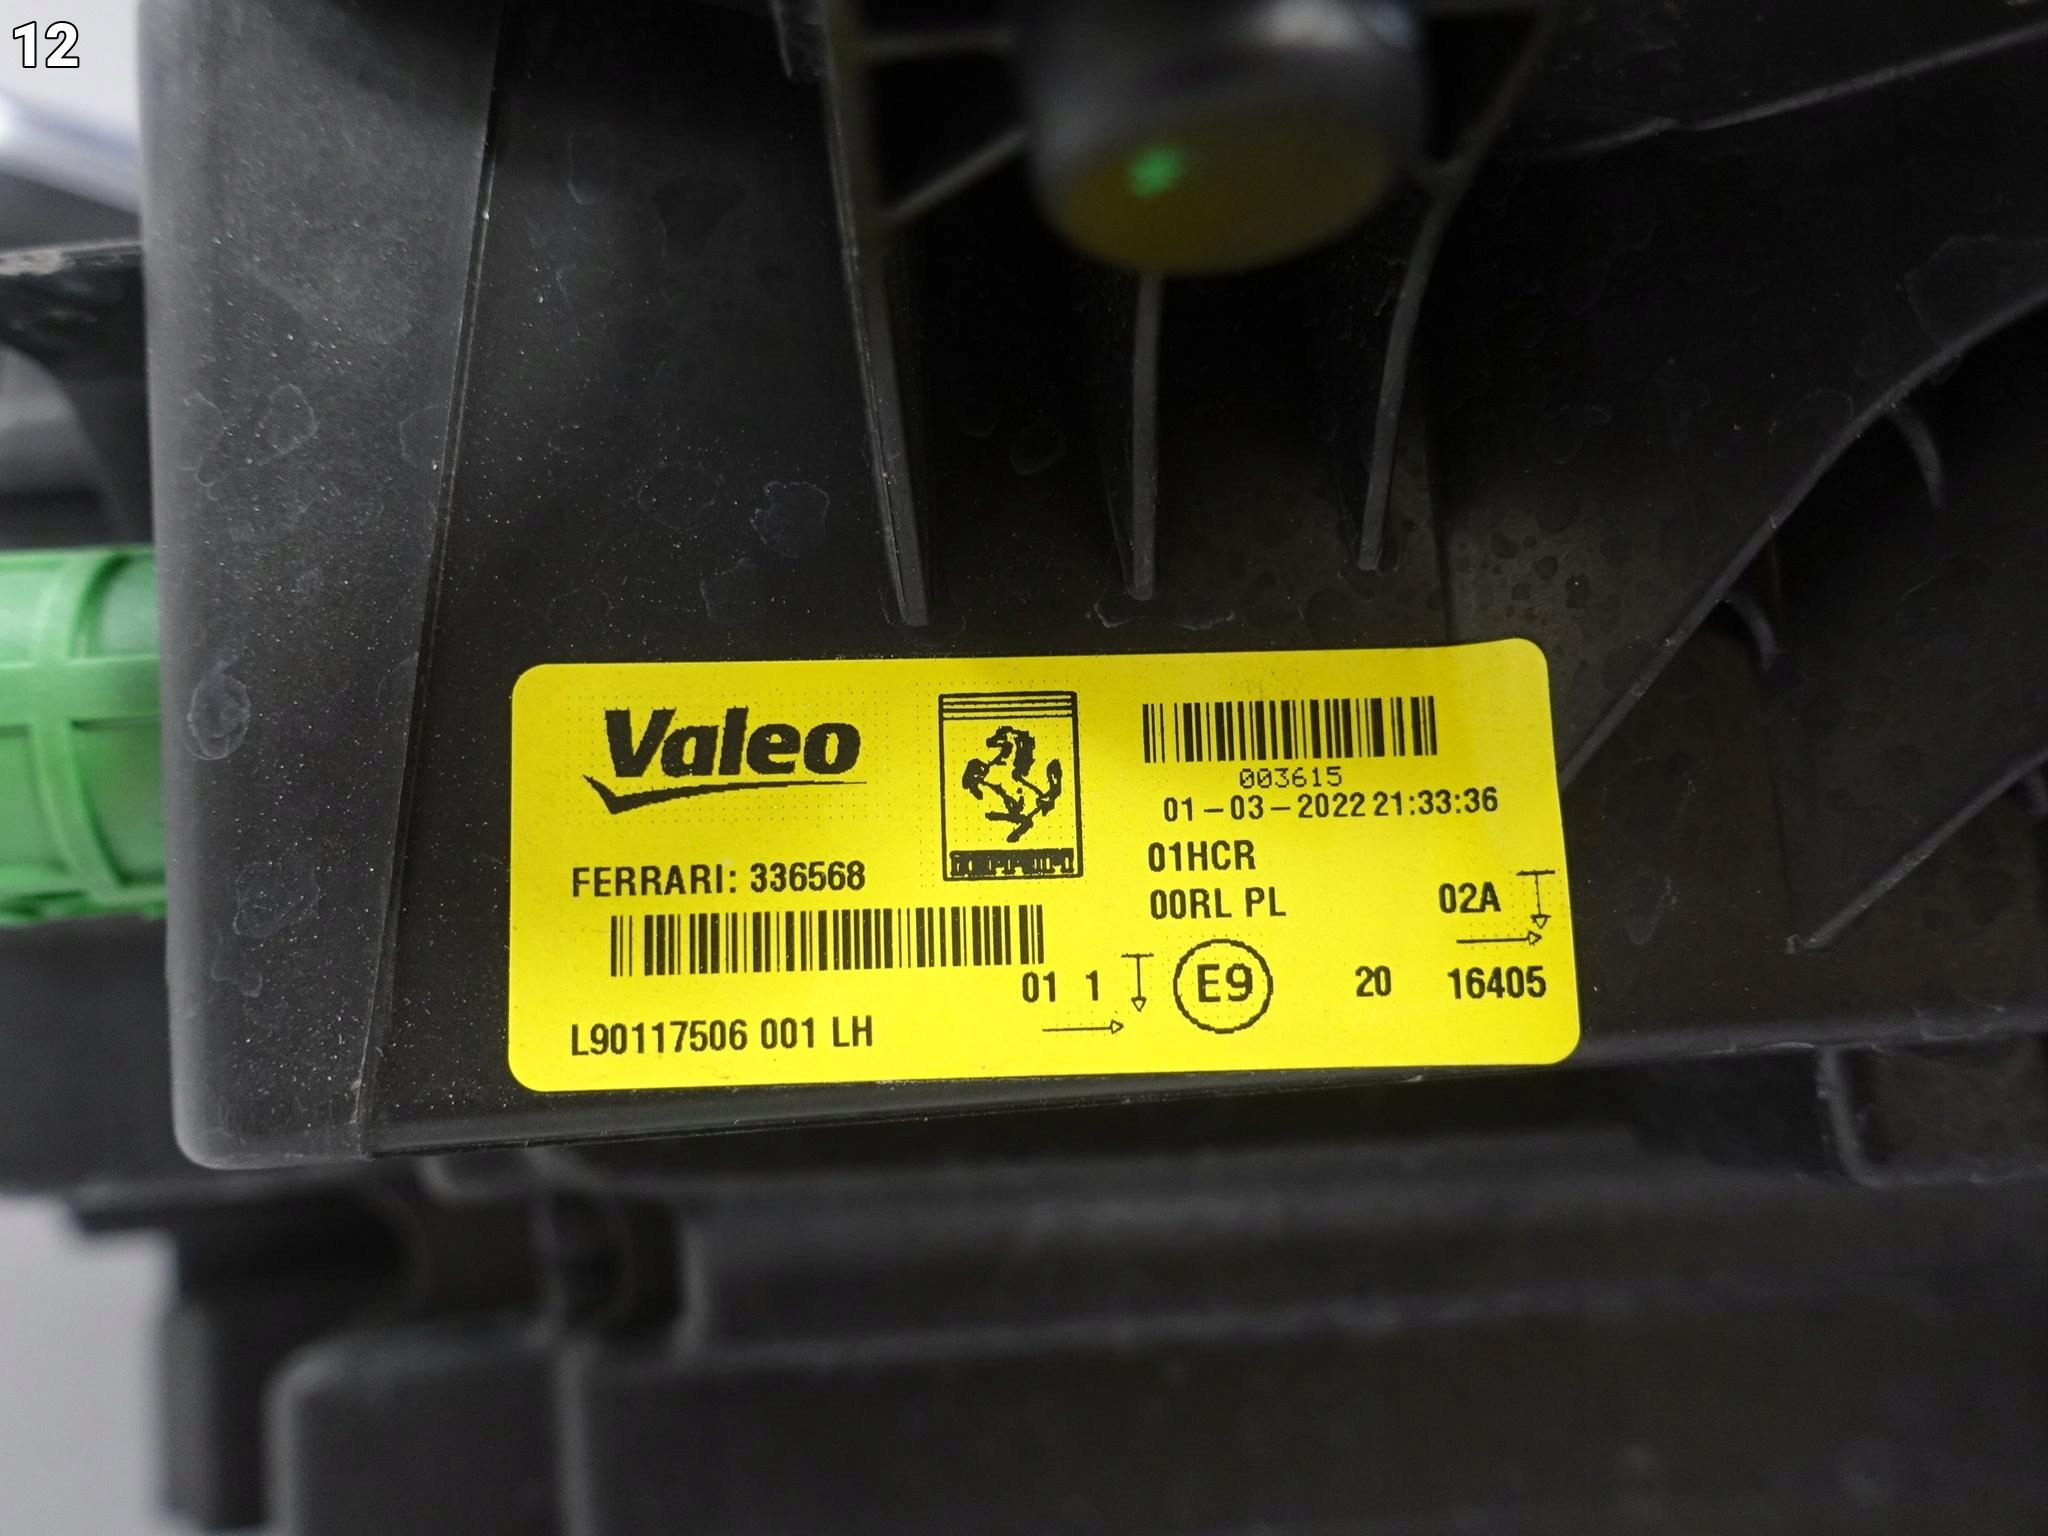 12
Valeo
FERRARI: 336568
L90117506 001 LH
Ferrari
003615
01-03-2022 21:33:36
01HCR
00RL PL 02A
01 1 E9 20 16405